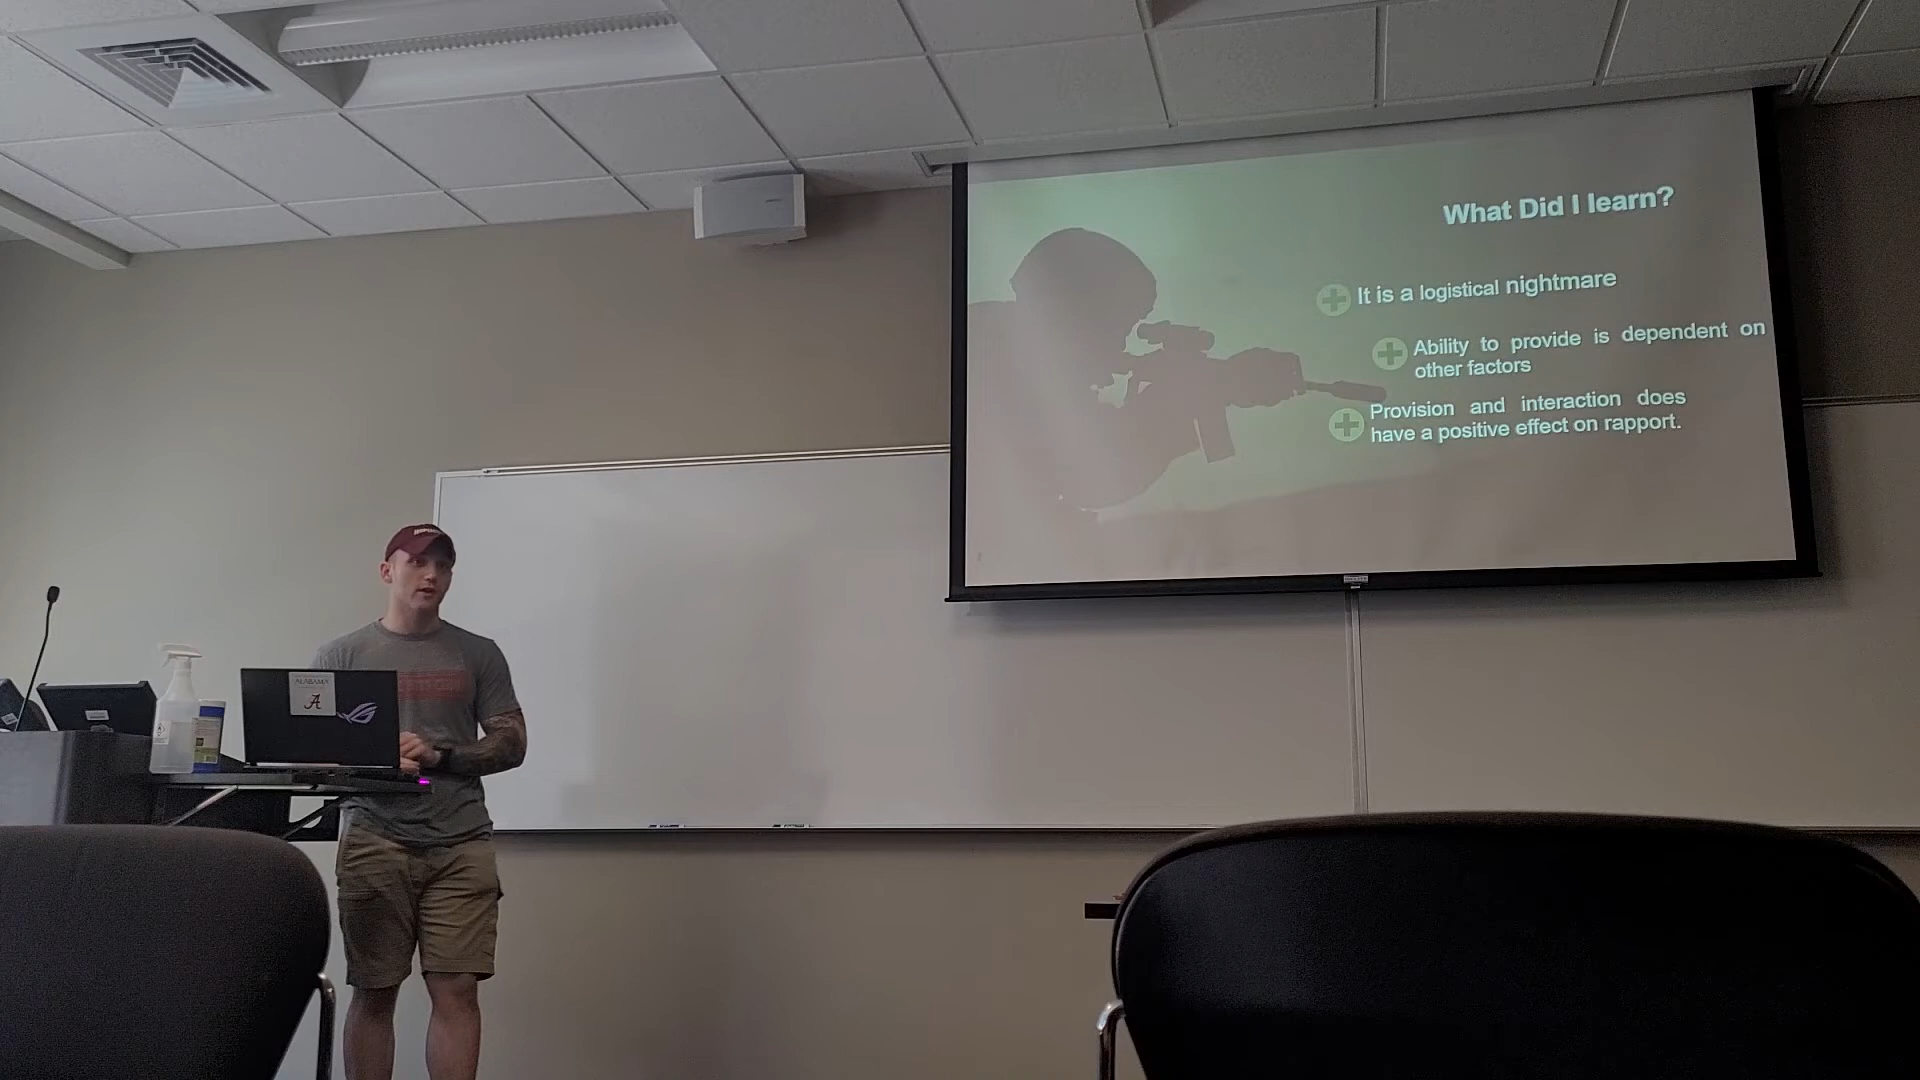 What Did I learn?
It is a logistical nightmare
Ability to provide is dependent on
other factors
Provision and interaction does
have a positive effect on rapport.
ALABAMA
A